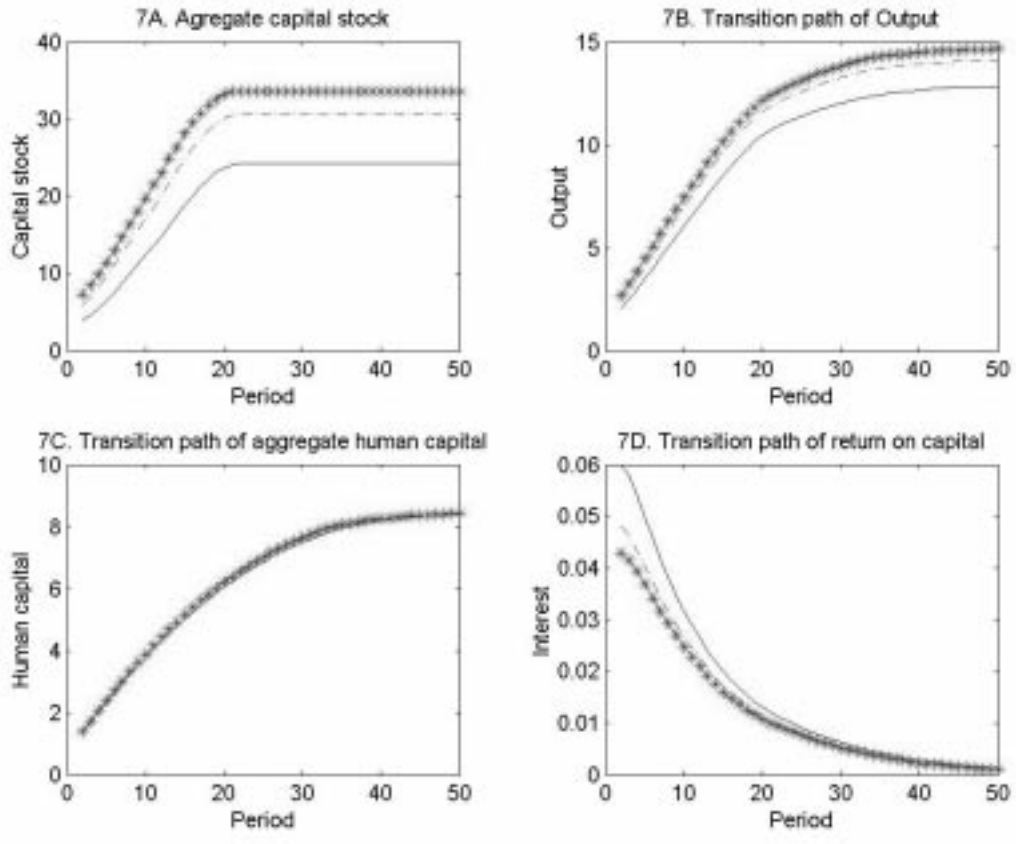 7A. Agregate capital stock
Capital stock
40
30
20
10
0
0 10 20 30 40 50
Period
7B. Transition path of Output
Output
15
10
5
0
0 10 20 30 40 50
Period
7C. Transition path of aggregate human capital
Human capital
10
8
6
4
2
0
0 10 20 30 40 50
Period
7D. Transition path of return on capital
Interest
0.06
0.05
0.04
0.03
0.02
0.01
0
0 10 20 30 40 50
Period